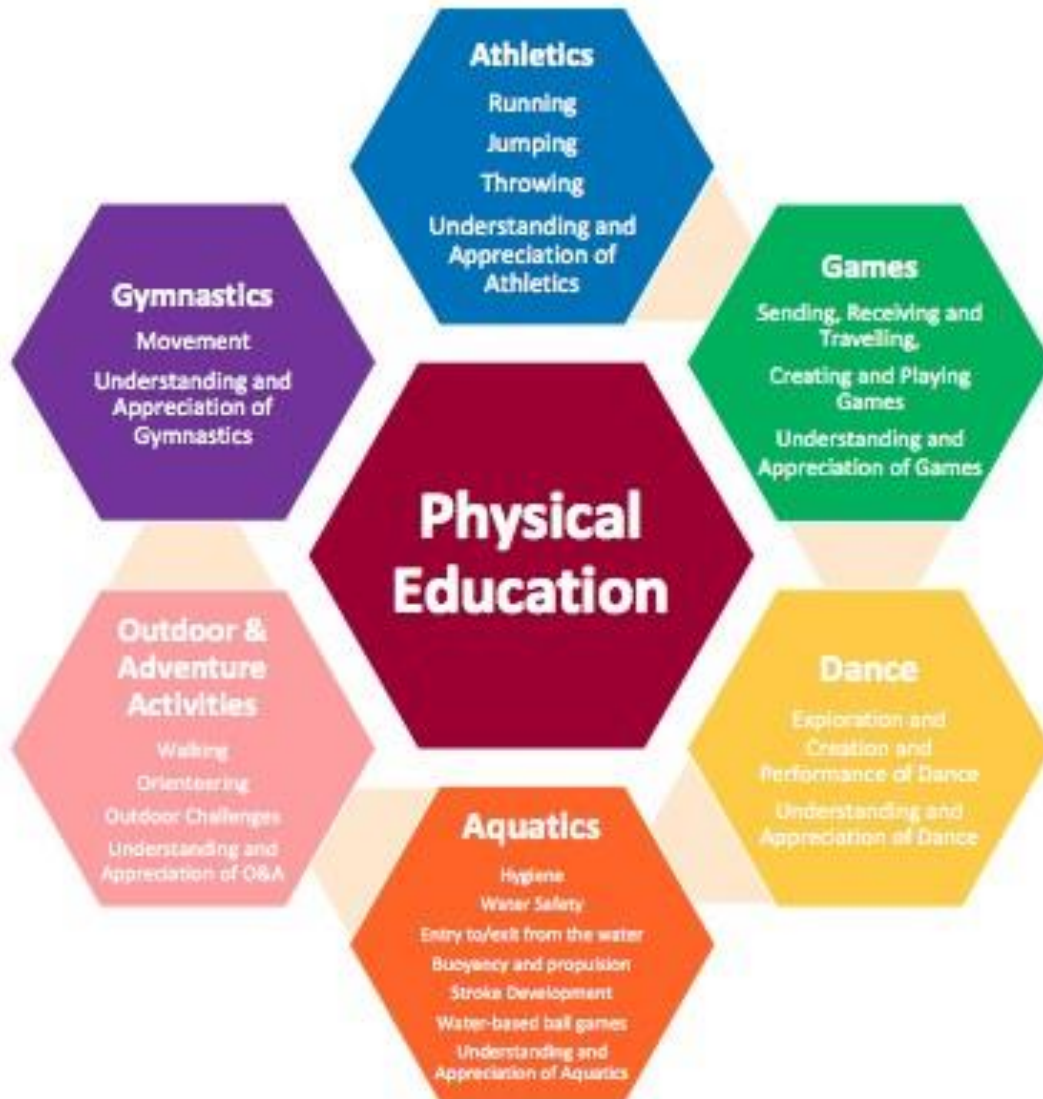 Athletics
Running
Jumping
Throwing
Understanding and
Appreciation of
Athletics
Games
Sending, Receiving and
Travelling,
Creating and Playing
Games
Understanding and
Appreciation of Games
Dance
Exploration and
Creation and
Performance of Dance
Understanding and
Appreciation of Dance
Aquatics
Hygiene
Water Safety
Entry to/exit from the water
Buoyancy and propulsion
Stroke Development
Water-based ball games
Understanding and
Appreciation of Aquatics
Outdoor &
Adventure
Activities
Walking
Orienteering
Outdoor Challenges
Understanding and
Appreciation of O&A
Gymnastics
Movement
Understanding and
Appreciation of
Gymnastics
Physical
Education